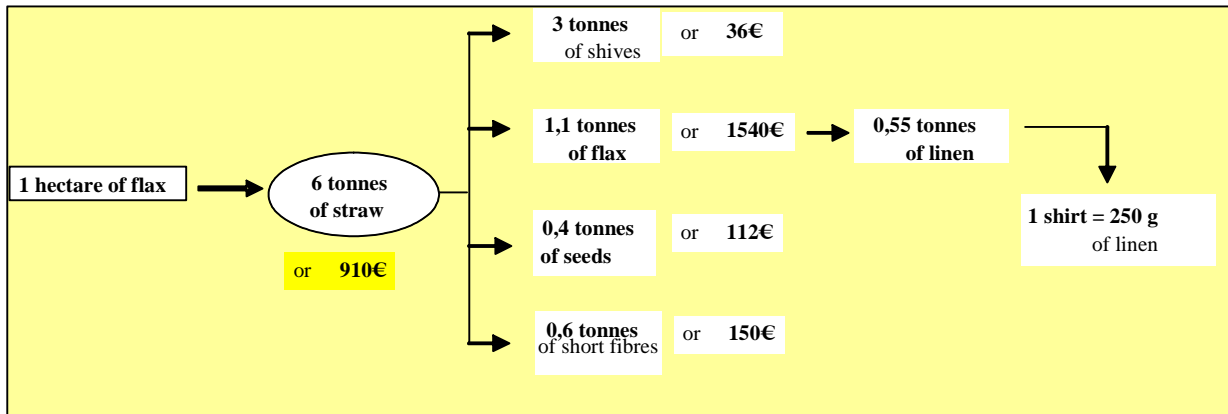 1 hectare of flax
6 tonnes
of straw
or 910€
3 tonnes
of shives
or 36€
1,1 tonnes
of flax
or 1540€
0,55 tonnes
of linen
1 shirt = 250 g
of linen
0,4 tonnes
of seeds
or 112€
0,6 tonnes
of short fibres
or 150€